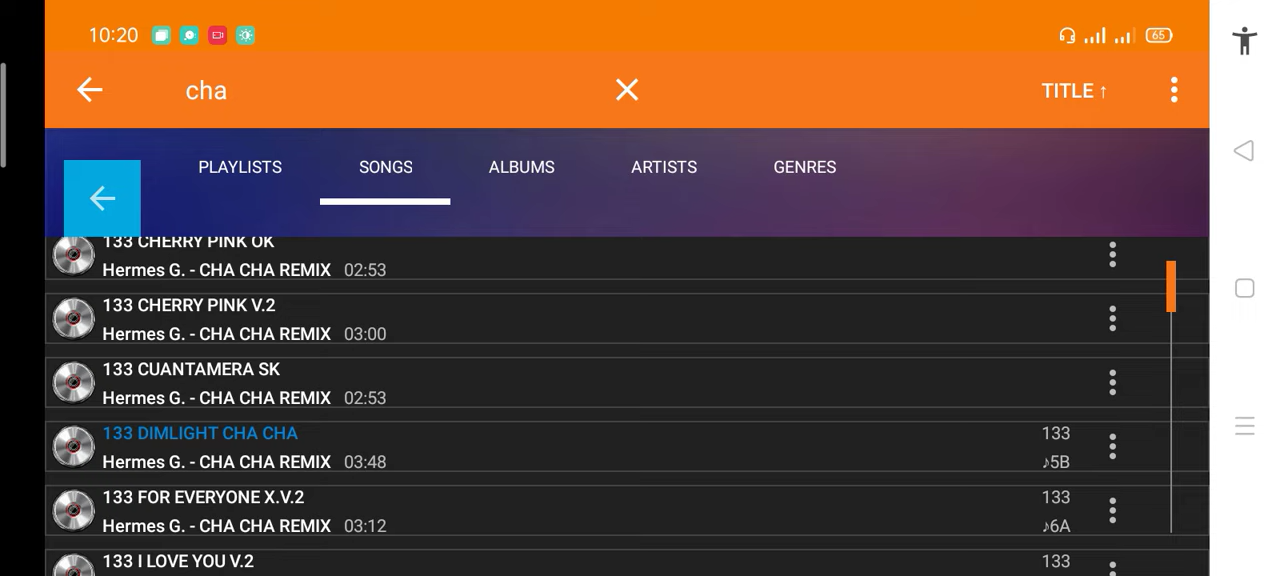 10:20
65
cha
TITLE ↑
PLAYLISTS SONGS ALBUMS ARTISTS GENRES
133 CHERRY PINK OK
Hermes G. - CHA CHA REMIX 02:53
133 CHERRY PINK V.2
Hermes G. - CHA CHA REMIX 03:00
133 CUANTAMERA SK
Hermes G. - CHA CHA REMIX 02:53
133 DIMLIGHT CHA CHA 133
Hermes G. - CHA CHA REMIX 03:48 ♪5B
133 FOR EVERYONE X.V.2 133
Hermes G. - CHA CHA REMIX 03:12 ♪6A
133 I LOVE YOU V.2 133